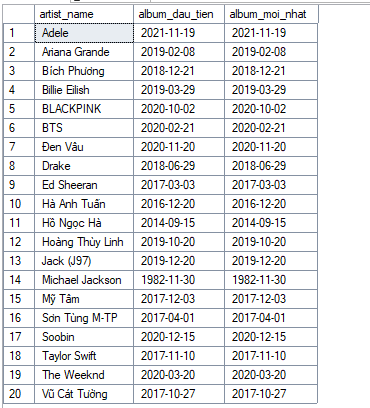 artist_name album_dau_tien album_moi_nhat
1 Adele 2021-11-19 2021-11-19
2 Ariana Grande 2019-02-08 2019-02-08
3 Bích Phương 2018-12-21 2018-12-21
4 Billie Eilish 2019-03-29 2019-03-29
5 BLACKPINK 2020-10-02 2020-10-02
6 BTS 2020-02-21 2020-02-21
7 Đen Vâu 2020-11-20 2020-11-20
8 Drake 2018-06-29 2018-06-29
9 Ed Sheeran 2017-03-03 2017-03-03
10 Hà Anh Tuấn 2016-12-20 2016-12-20
11 Hồ Ngọc Hà 2014-09-15 2014-09-15
12 Hoàng Thùy Linh 2019-10-20 2019-10-20
13 Jack (J97) 2019-12-20 2019-12-20
14 Michael Jackson 1982-11-30 1982-11-30
15 Mỹ Tâm 2017-12-03 2017-12-03
16 Sơn Tùng M-TP 2017-04-01 2017-04-01
17 Soobin 2020-12-15 2020-12-15
18 Taylor Swift 2017-11-10 2017-11-10
19 The Weeknd 2020-03-20 2020-03-20
20 Vũ Cát Tường 2017-10-27 2017-10-27